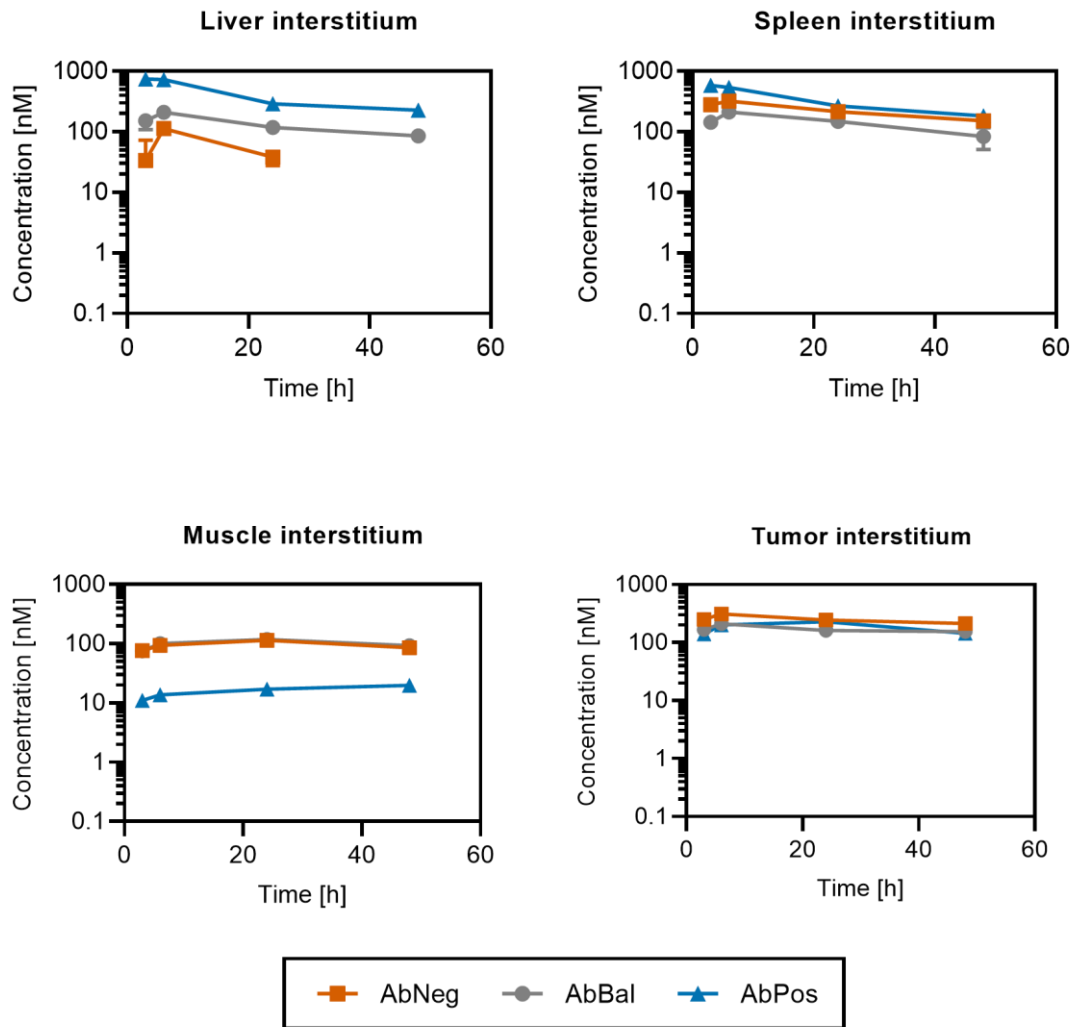 Liver interstitium
Concentration [nM]
1000
100
10
1
0.1
0 20 40 60
Time [h]
Spleen interstitium
Concentration [nM]
1000
100
10
1
0.1
0 20 40 60
Time [h]
Muscle interstitium
Concentration [nM]
1000
100
10
1
0.1
0 20 40 60
Time [h]
Tumor interstitium
Concentration [nM]
1000
100
10
1
0.1
0 20 40 60
Time [h]
AbNeg AbBal AbPos